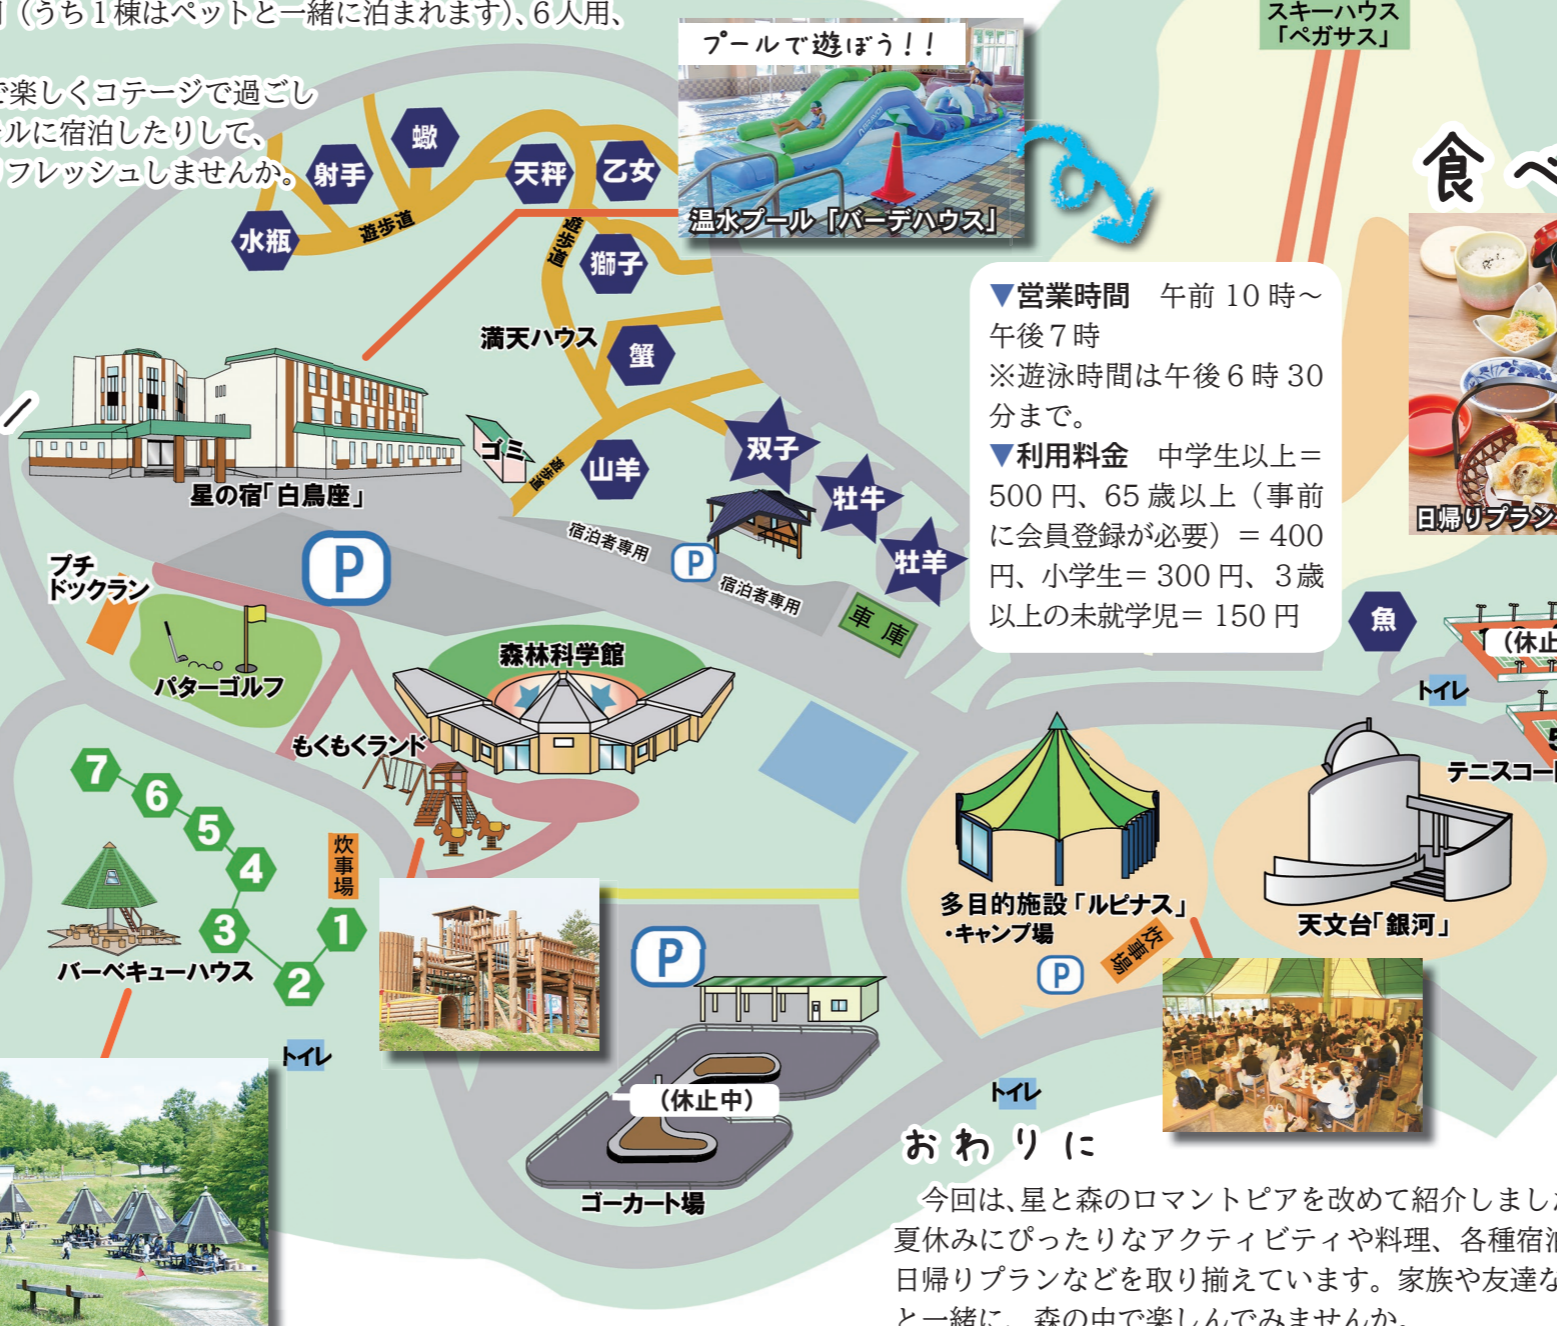 (うち1棟はペットと一緒に泊まれます)、6人用、
で楽しくコテージで過ごし
ルに宿泊したりして、
リフレッシュしませんか。
プールで遊ぼう!!
温水プール「バーデハウス」
スキーハウス
「ペガサス」
食べ
日帰りプラン
▼営業時間 午前10時~
午後7時
※遊泳時間は午後6時30
分まで。
▼利用料金 中学生以上=
500円、65歳以上(事前
に会員登録が必要)=400
円、小学生=300円、3歳
以上の未就学児=150円
蠍
射手
水瓶
遊歩道
天秤
乙女
遊歩道
獅子
満天ハウス
蟹
山羊
遊歩道
双子
牡牛
牡羊
魚
ゴミ
星の宿「白鳥座」
宿泊者専用
P
宿泊者専用
車庫
P
プチ
ドックラン
パターゴルフ
森林科学館
もくもくランド
7
6
5
4
3
2
1
炊事場
バーベキューハウス
トイレ
P
(休止中)
ゴーカート場
多目的施設「ルピナス」
・キャンプ場
炊事場
P
トイレ
天文台「銀河」
トイレ
(休止
5
テニスコー
おわりに
今回は、星と森のロマントピアを改めて紹介しまし
夏休みにぴったりなアクティビティや料理、各種宿泊
日帰りプランなどを取り揃えています。家族や友達な
と一緒に、森の中で楽しんでみませんか。